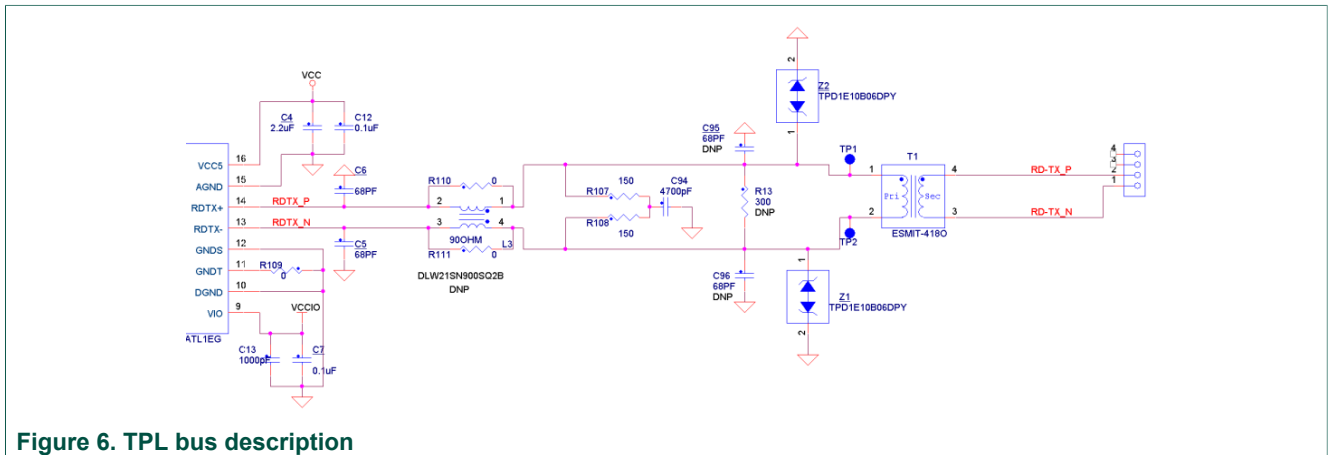 VCC
C4
2.2uF
C12
0.1uF
VCC5
16
AGND
15
RDTX+
14
RDTX_P
RDTX-
13
RDTX_N
GNDS
12
GNDT
11
R109
0
DGND
10
VIO
9
VCCIO
ATL1EG
C13
1000pF
C7
0.1uF
C6
68PF
C5
68PF
R110
0
2
1
3
4
90OHM
L3
R111
0
DLW21SN900SQ2B
DNP
150
R107
R108
150
C94
4700pF
C95
68PF
DNP
R13
300
DNP
C96
68PF
DNP
2
Z2
TPD1E10B06DPY
1
TP1
TP2
1
Z1
TPD1E10B06DPY
2
T1
1
4
Pri
Sec
2
3
ESMIT-4180
RD-TX_P
RD-TX_N
4
3
2
1
Figure 6. TPL bus description